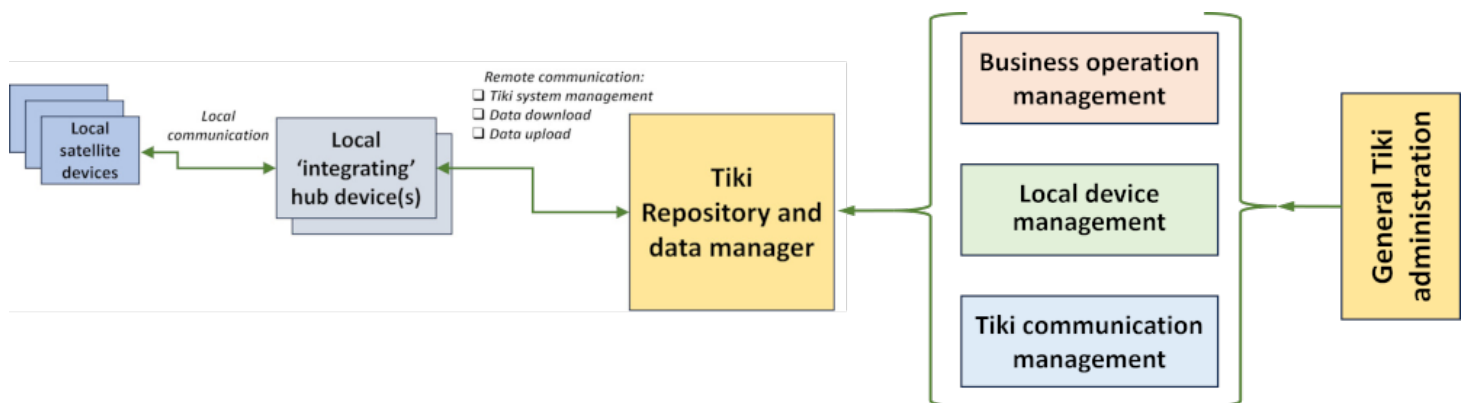 Local
satellite
devices
Local
communication
Local
‘integrating’
hub device(s)
Remote communication:
❑ Tiki system management
❑ Data download
❑ Data upload
Tiki
Repository and
data manager
Business operation
management
Local device
management
Tiki communication
management
General Tiki
administration